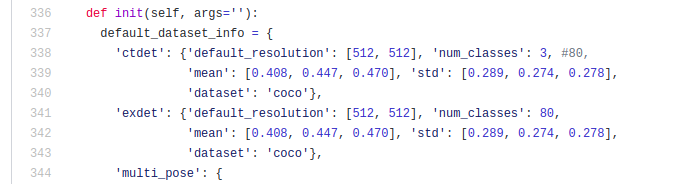 336 def init(self, args=''):
337 default_dataset_info = {
338 'ctdet': {'default_resolution': [512, 512], 'num_classes': 3, #80,
339 'mean': [0.408, 0.447, 0.470], 'std': [0.289, 0.274, 0.278],
340 'dataset': 'coco'},
341 'exdet': {'default_resolution': [512, 512], 'num_classes': 80,
342 'mean': [0.408, 0.447, 0.470], 'std': [0.289, 0.274, 0.278],
343 'dataset': 'coco'},
344 'multi_pose': {